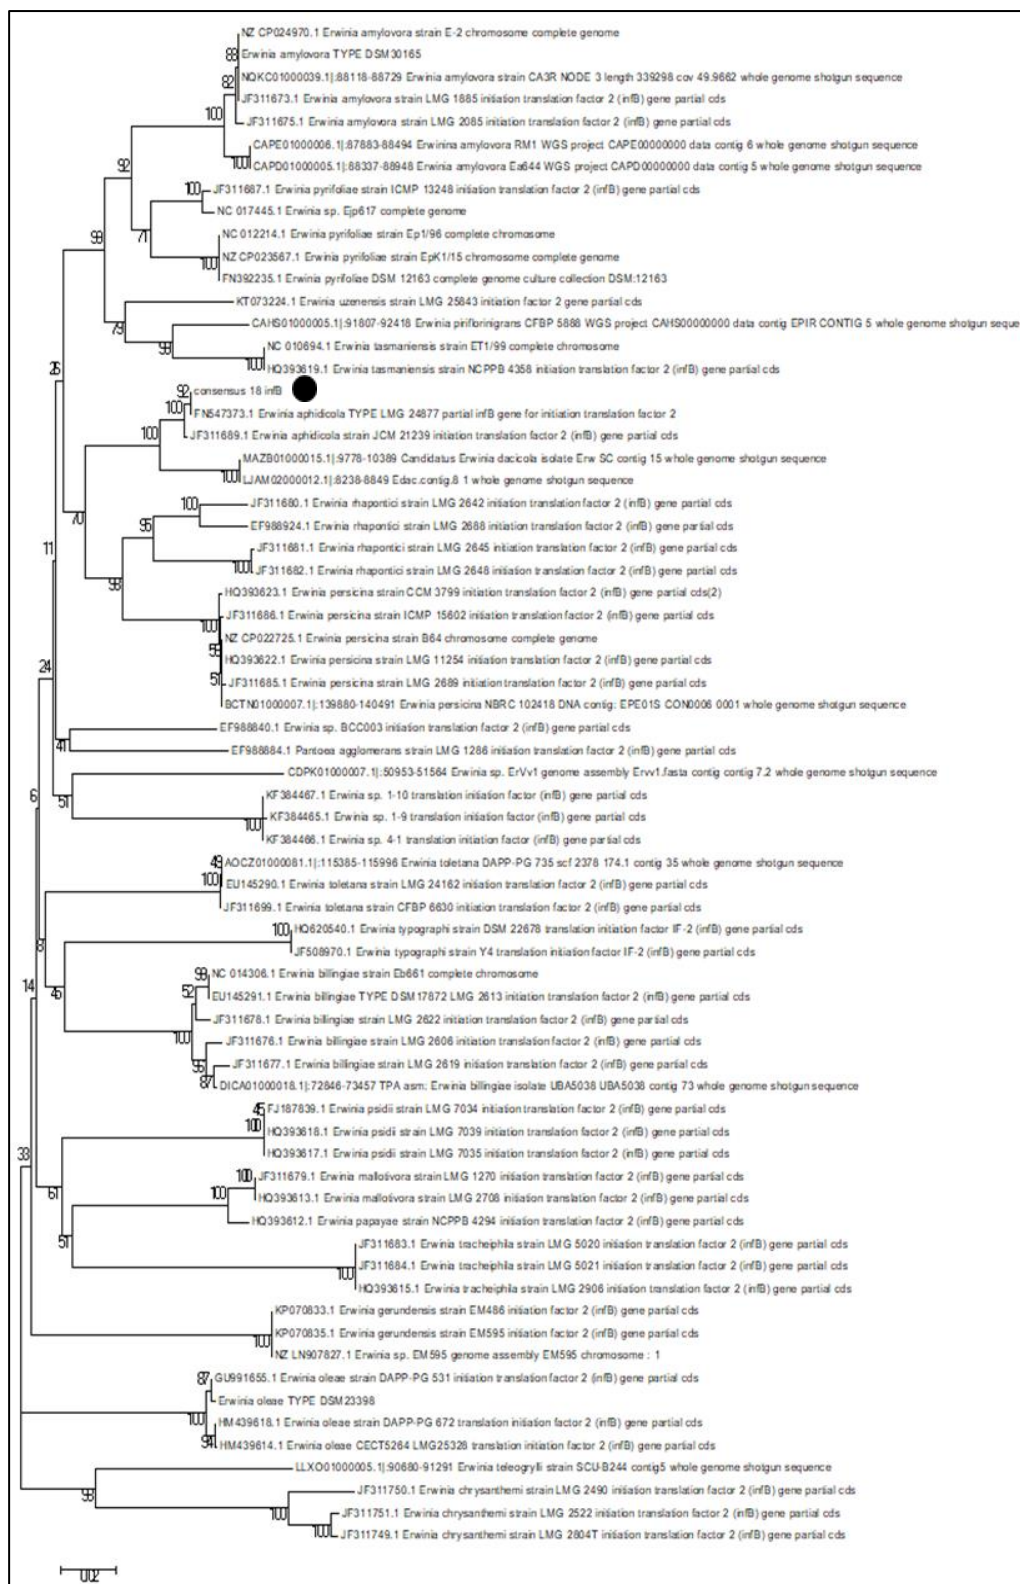 NZ CP024970.1 Erwinia amylovora strain E-2 chromosome complete genome
Erwinia amylovora TYPE DSM30165
88
NQKC01000039.1|:88118-88729 Erwinia amylovora strain CA3R NODE 3 length 339298 cov 49.9662 whole genome shotgun sequence
82
JF311673.1 Erwinia amylovora strain LMG 1885 initiation translation factor 2 (infB) gene partial cds
100
JF311675.1 Erwinia amylovora strain LMG 2085 initiation translation factor 2 (infB) gene partial cds
CAPE01000006.1|:87883-88494 Erwinina amylovora RM1 WGS project CAPE00000000 data contig 6 whole genome shotgun sequence
100
CAPD01000005.1|:88337-88948 Erwinia amylovora Ea644 WGS project CAPD00000000 data contig 5 whole genome shotgun sequence
92
100
JF311687.1 Erwinia pyrifoliae strain ICMP 13248 initiation translation factor 2 (infB) gene partial cds
NC 017445.1 Erwinia sp. Ejp617 complete genome
98
71
NC 012214.1 Erwinia pyrifoliae strain Ep1/96 complete chromosome
100
NZ CP023567.1 Erwinia pyrifoliae strain EpK1/15 chromosome complete genome
FN392235.1 Erwinia pyrifoliae DSM 12163 complete genome culture collection DSM:12163
KT073224.1 Erwinia uzenensis strain LMG 25843 initiation factor 2 gene partial cds
79
CAHS01000005.1|:91807-92418 Erwinia piriflorinigrans CFBP 5888 WGS project CAHS00000000 data contig EPIR CONTIG 5 whole genome shotgun seque
NC 010694.1 Erwinia tasmaniensis strain ET1/99 complete chromosome
100
HQ393619.1 Erwinia tasmaniensis strain NCPPB 4358 initiation translation factor 2 (infB) gene partial cds
26
92
consensus 18 infB
100
FN547373.1 Erwinia aphidicola TYPE LMG 24877 partial infB gene for initiation translation factor 2
100
JF311689.1 Erwinia aphidicola strain JCM 21239 initiation translation factor 2 (infB) gene partial cds
MAZB01000015.1|:9778-10389 Candidatus Erwinia dacicola isolate Erw SC contig 15 whole genome shotgun sequence
100
LJAM02000012.1|:8238-8849 Edac.contig.8 1 whole genome shotgun sequence
100
JF311680.1 Erwinia rhapontici strain LMG 2642 initiation translation factor 2 (infB) gene partial cds
70
95
EF988924.1 Erwinia rhapontici strain LMG 2688 initiation translation factor 2 (infB) gene partial cds
11
JF311681.1 Erwinia rhapontici strain LMG 2645 initiation translation factor 2 (infB) gene partial cds
100
JF311682.1 Erwinia rhapontici strain LMG 2648 initiation translation factor 2 (infB) gene partial cds
HQ393623.1 Erwinia persicina strain CCM 3799 initiation translation factor 2 (infB) gene partial cds(2)
JF311686.1 Erwinia persicina strain ICMP 15602 initiation translation factor 2 (infB) gene partial cds
100
NZ CP022725.1 Erwinia persicina strain B64 chromosome complete genome
HQ393622.1 Erwinia persicina strain LMG 11254 initiation translation factor 2 (infB) gene partial cds
24
51
JF311685.1 Erwinia persicina strain LMG 2689 initiation translation factor 2 (infB) gene partial cds
BCTN01000007.1|:139880-140491 Erwinia persicina NBRC 102418 DNA contig: EPE01S CON0006 0001 whole genome shotgun sequence
EF988840.1 Erwinia sp. BCC003 initiation translation factor 2 (infB) gene partial cds
41
EF988884.1 Pantoea agglomerans strain LMG 1286 initiation translation factor 2 (infB) gene partial cds
CDPK01000007.1|:50953-51564 Erwinia sp. ErVv1 genome assembly Ervv1.fasta contig contig 7.2 whole genome shotgun sequence
6
51
KF384467.1 Erwinia sp. 1-10 translation initiation factor (infB) gene partial cds
KF384465.1 Erwinia sp. 1-9 translation initiation factor (infB) gene partial cds
100
KF384466.1 Erwinia sp. 4-1 translation initiation factor (infB) gene partial cds
49
AOCZ01000081.1|:115385-115996 Erwinia toletana DAPP-PG 735 scf 2378 174.1 contig 35 whole genome shotgun sequence
100
EU145290.1 Erwinia toletana strain LMG 24162 initiation translation factor 2 (infB) gene partial cds
JF311699.1 Erwinia toletana strain CFBP 6630 initiation translation factor 2 (infB) gene partial cds
100
HQ620540.1 Erwinia typographi strain DSM 22678 translation initiation factor IF-2 (infB) gene partial cds
JF508970.1 Erwinia typographi strain Y4 translation initiation factor IF-2 (infB) gene partial cds
98
NC 014306.1 Erwinia billingiae strain Eb661 complete chromosome
14
45
52
EU145291.1 Erwinia billingiae TYPE DSM17872 LMG 2613 initiation translation factor 2 (infB) gene partial cds
JF311678.1 Erwinia billingiae strain LMG 2622 initiation translation factor 2 (infB) gene partial cds
100
JF311676.1 Erwinia billingiae strain LMG 2606 initiation translation factor 2 (infB) gene partial cds
JF311677.1 Erwinia billingiae strain LMG 2619 initiation translation factor 2 (infB) gene partial cds
87
DICA01000018.1|:72846-73457 TPA asm: Erwinia billingiae isolate UBA5038 UBA5038 contig 73 whole genome shotgun sequence
45
FJ187839.1 Erwinia psidii strain LMG 7034 initiation translation factor 2 (infB) gene partial cds
100
HQ393618.1 Erwinia psidii strain LMG 7039 initiation translation factor 2 (infB) gene partial cds
HQ393617.1 Erwinia psidii strain LMG 7035 initiation translation factor 2 (infB) gene partial cds
33
100
JF311679.1 Erwinia mallotivora strain LMG 1270 initiation translation factor 2 (infB) gene partial cds
61
100
HQ393613.1 Erwinia mallotivora strain LMG 2708 initiation translation factor 2 (infB) gene partial cds
HQ393612.1 Erwinia papayae strain NCPPB 4294 initiation translation factor 2 (infB) gene partial cds
51
JF311683.1 Erwinia tracheiphila strain LMG 5020 initiation translation factor 2 (infB) gene partial cds
JF311684.1 Erwinia tracheiphila strain LMG 5021 initiation translation factor 2 (infB) gene partial cds
100
HQ393615.1 Erwinia tracheiphila strain LMG 2906 initiation translation factor 2 (infB) gene partial cds
KP070833.1 Erwinia gerundensis strain EM486 initiation factor 2 (infB) gene partial cds
KP070835.1 Erwinia gerundensis strain EM595 initiation factor 2 (infB) gene partial cds
100
NZ LN907827.1 Erwinia sp. EM595 genome assembly EM595 chromosome : 1
87
GU991655.1 Erwinia oleae strain DAPP-PG 531 initiation translation factor 2 (infB) gene partial cds
Erwinia oleae TYPE DSM23398
100
HM439618.1 Erwinia oleae strain DAPP-PG 672 translation initiation factor 2 (infB) gene partial cds
94
HM439614.1 Erwinia oleae CECT5264 LMG25328 translation initiation factor 2 (infB) gene partial cds
LLXO01000005.1|:90680-91291 Erwinia teleogrylli strain SCU-B244 contig5 whole genome shotgun sequence
98
JF311750.1 Erwinia chrysanthemi strain LMG 2490 initiation translation factor 2 (infB) gene partial cds
100
JF311751.1 Erwinia chrysanthemi strain LMG 2522 initiation translation factor 2 (infB) gene partial cds
100
JF311749.1 Erwinia chrysanthemi strain LMG 2804T initiation translation factor 2 (infB) gene partial cds
0.02